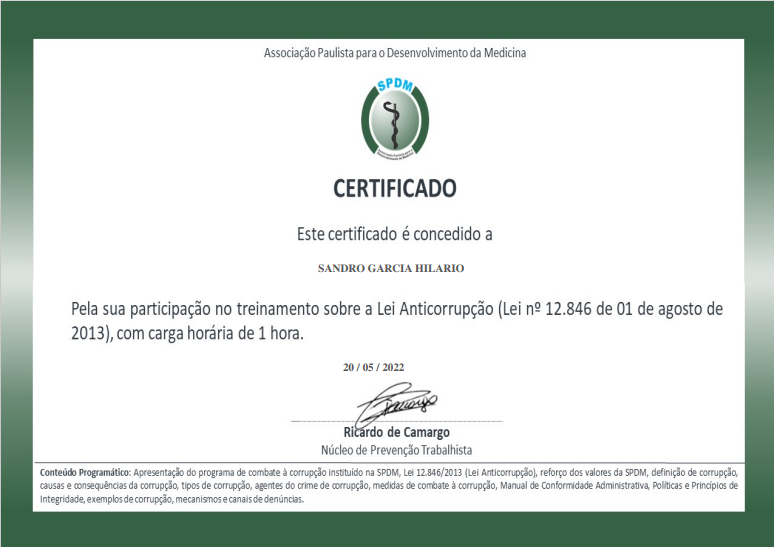 Associação Paulista para o Desenvolvimento da Medicina
SPDM
CERTIFICADO
Este certificado é concedido a
SANDRO GARCIA HILARIO
Pela sua participação no treinamento sobre a Lei Anticorrupção (Lei nº 12.846 de 01 de agosto de
2013), com carga horária de 1 hora.
20 / 05 / 2022
Camargo
Ricardo de Camargo
Núcleo de Prevenção Trabalhista
Conteúdo Programático: Apresentação do programa de combate à corrupção instituído na SPDM, Lei 12.846/2013 (Lei Anticorrupção), reforço dos valores da SPDM, definição de corrupção,
causas e consequências da corrupção, tipos de corrupção, agentes do crime de corrupção, medidas de combate à corrupção, Manual de Conformidade Administrativa, Políticas e Princípios de
Integridade, exemplos de corrupção, mecanismos e canais de denúncias.